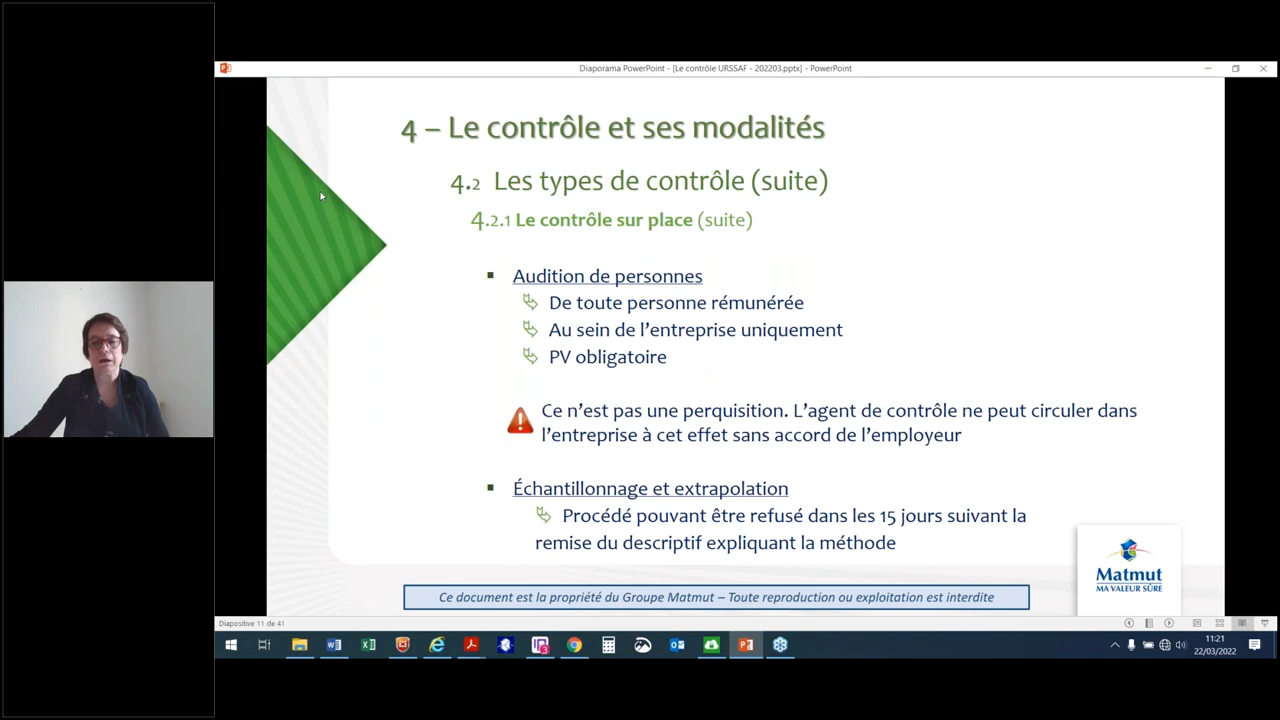 Diaporama PowerPoint - [Le contrôle URSSAF - 202203.pptx] - PowerPoint
4 – Le contrôle et ses modalités
4.2 Les types de contrôle (suite)
4.2.1 Le contrôle sur place (suite)
Audition de personnes
De toute personne rémunérée
Au sein de l'entreprise uniquement
PV obligatoire
Ce n'est pas une perquisition. L'agent de contrôle ne peut circuler dans
l'entreprise à cet effet sans accord de l'employeur
Échantillonnage et extrapolation
Procédé pouvant être refusé dans les 15 jours suivant la
remise du descriptif expliquant la méthode
Matmut
MA VALEUR SÛRE
Ce document est la propriété du Groupe Matmut – Toute reproduction ou exploitation est interdite
Diapositive 11 de 41
11:21
22/03/2022